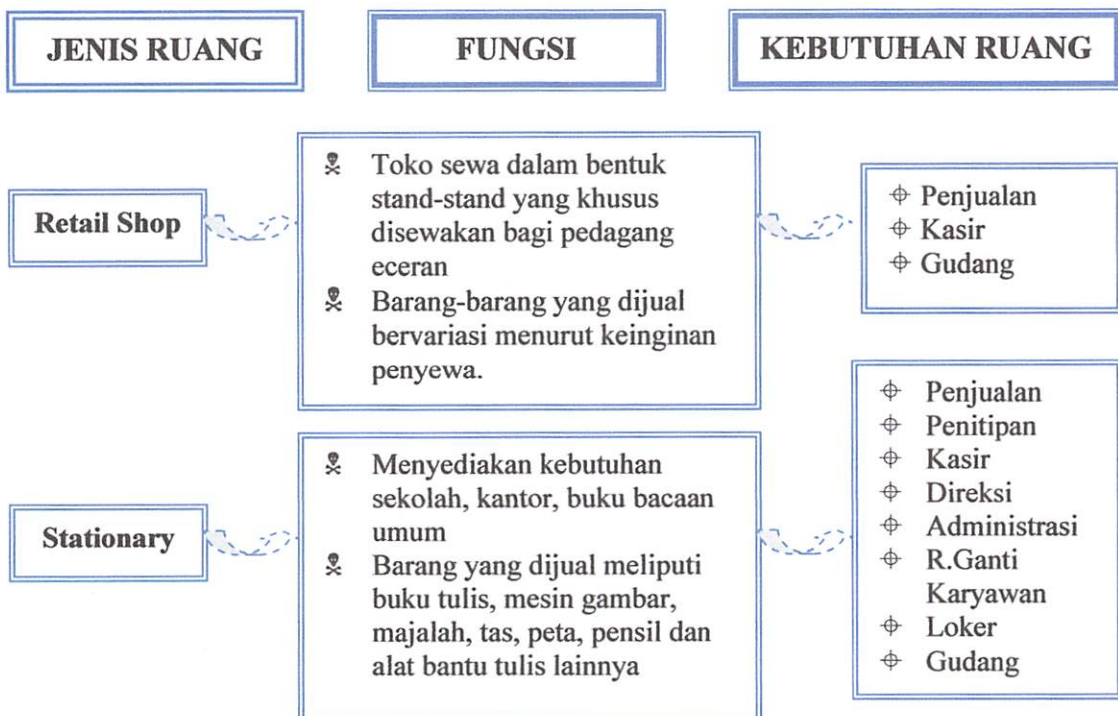 JENIS RUANG
FUNGSI
KEBUTUHAN RUANG
Retail Shop
Toko sewa dalam bentuk
stand-stand yang khusus
disewakan bagi pedagang
eceran
Barang-barang yang dijual
bervariasi menurut keinginan
penyewa.
Penjualan
Kasir
Gudang
Stationary
Menyediakan kebutuhan
sekolah, kantor, buku bacaan
umum
Barang yang dijual meliputi
buku tulis, mesin gambar,
majalah, tas, peta, pensil dan
alat bantu tulis lainnya
Penjualan
Penitipan
Kasir
Direksi
Administrasi
R.Ganti
Karyawan
Loker
Gudang